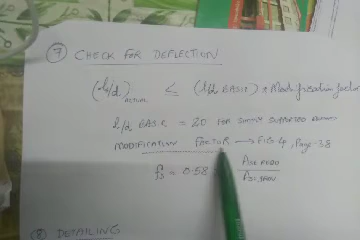 ⑦ CHECK FOR DEFLECTION
(l/d) ACTUAL ≤ (l/d BASIC) × Modification factor
l/d BASIC = 20 FOR SIMPLY SUPPORTED
MODIFICATION FACTOR → FIG-4, Page-38
fs = 0.58 Ast REQD / Ast PROV
⑧ DETAILING